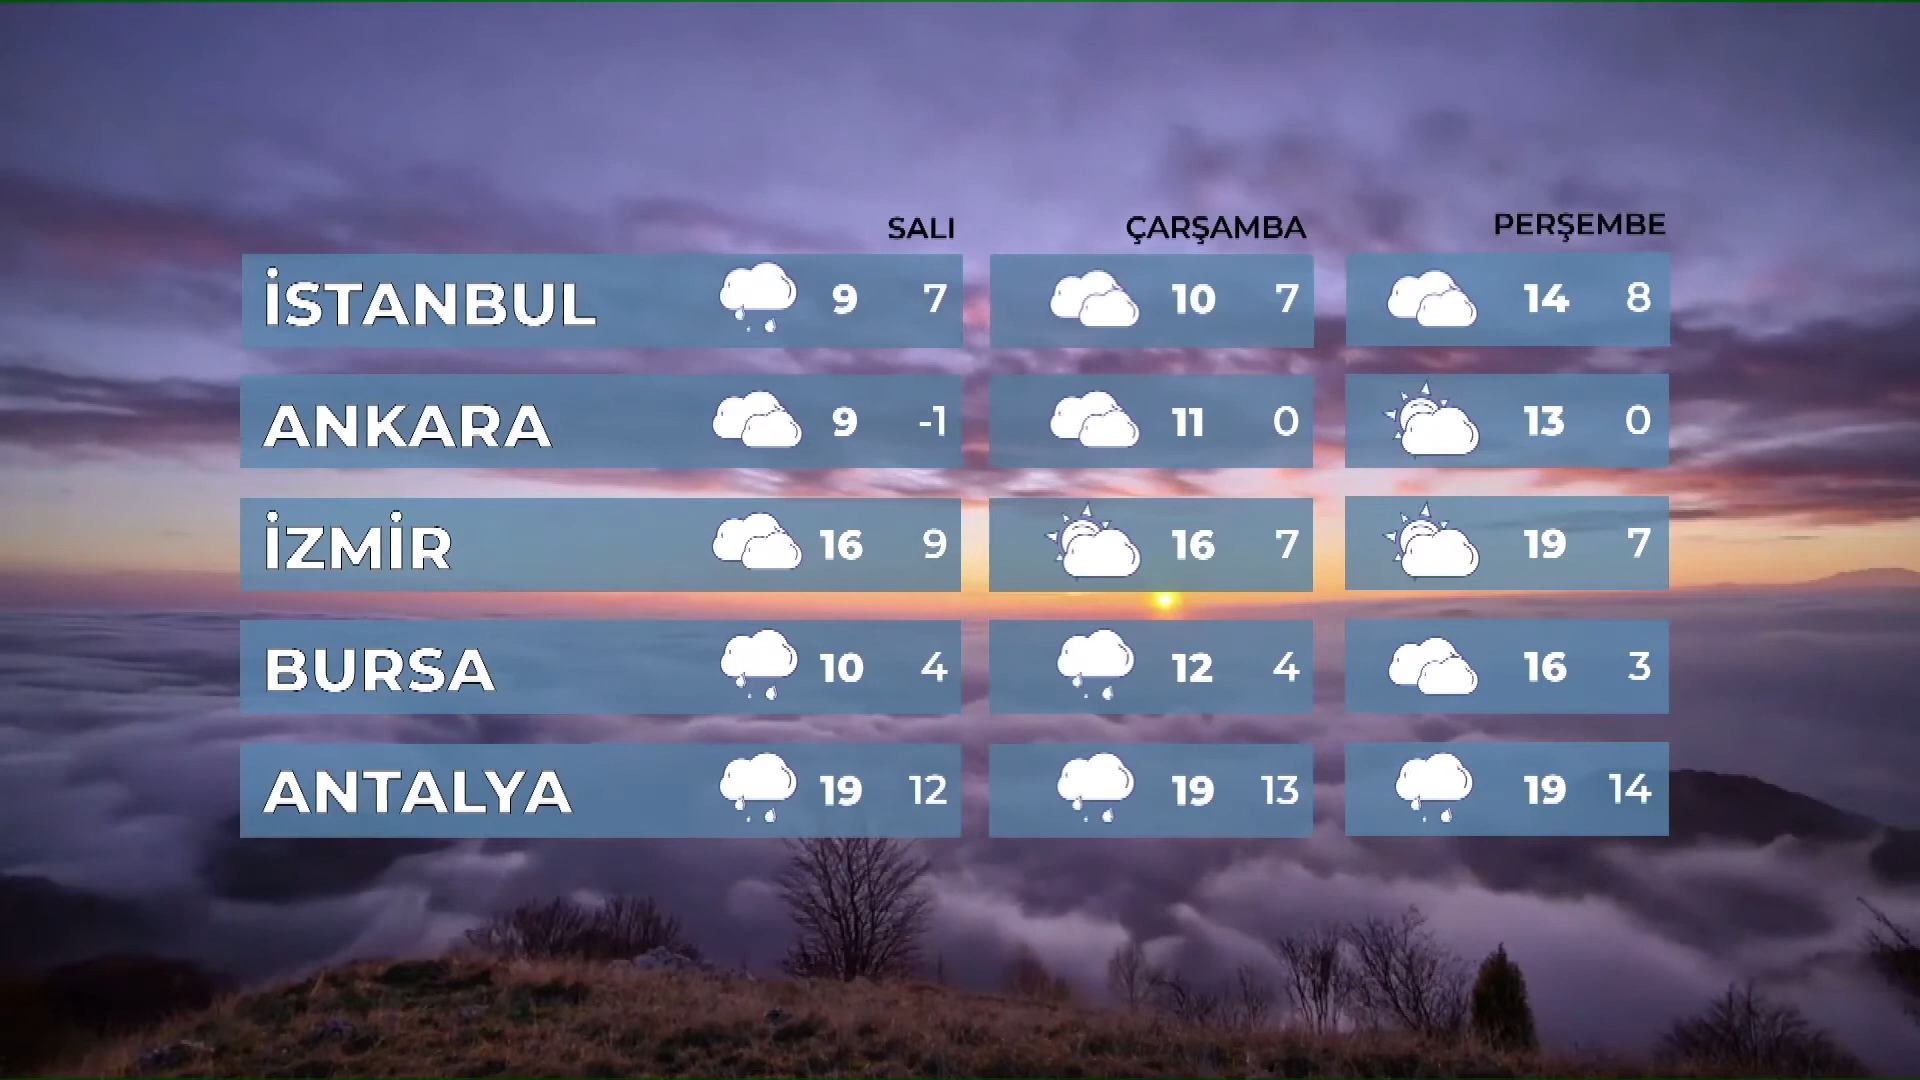 SALI ÇARŞAMBA PERŞEMBE
İSTANBUL 9 7 10 7 14 8
ANKARA 9 -1 11 0 13 0
İZMİR 16 9 16 7 19 7
BURSA 10 4 12 4 16 3
ANTALYA 19 12 19 13 19 14